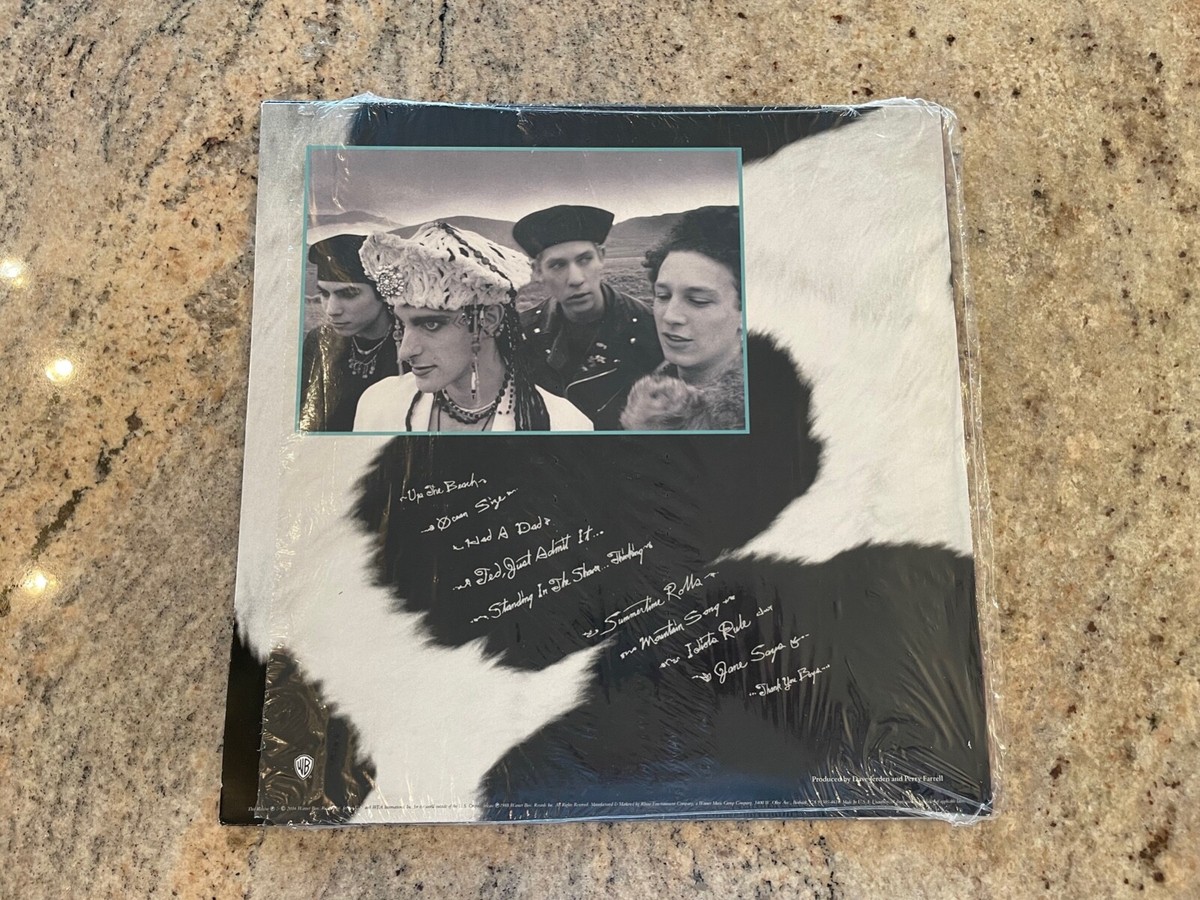 Up The Beach
Ocean Size
Had A Dad
Ted, Just Admit It...
Standing In The Shower... Thinking
Summertime Rolls
Mountain Song
Idiots Rule
Jane Says
...Thank You Boys...
WB
Produced by Dave Jerden and Perry Farrell